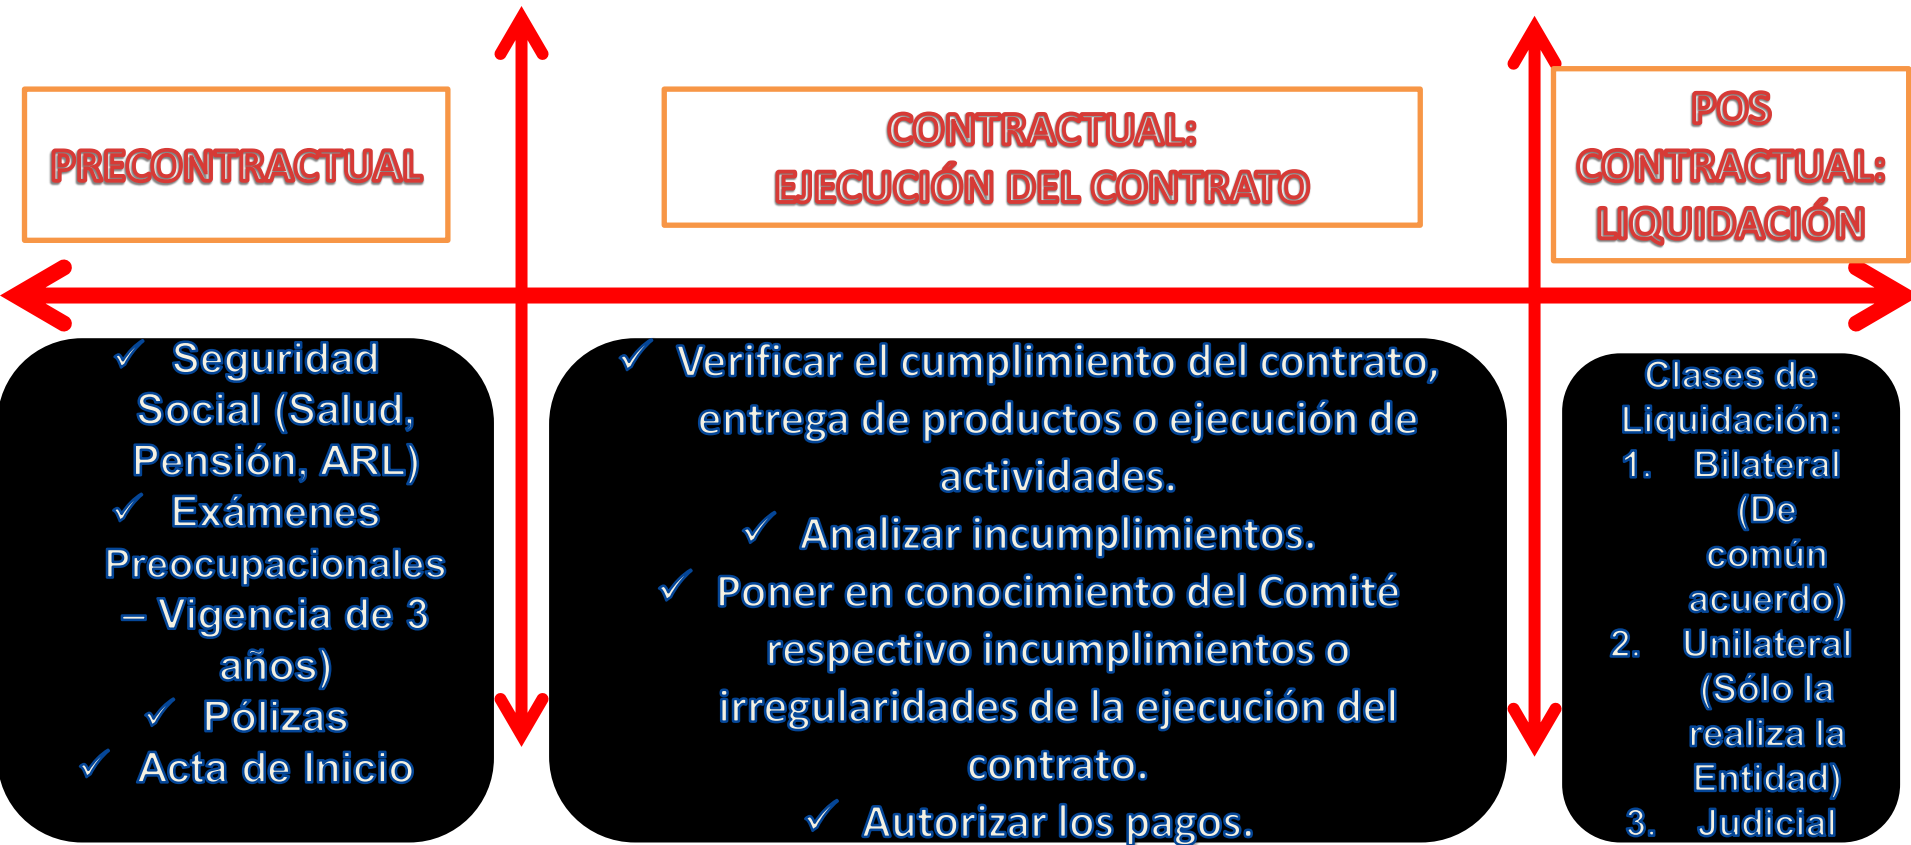 PRECONTRACTUAL
CONTRACTUAL:
EJECUCIÓN DEL CONTRATO
POS
CONTRACTUAL:
LIQUIDACIÓN
✓ Seguridad
Social (Salud,
Pensión, ARL)
✓ Exámenes
Preocupacionales
– Vigencia de 3
años)
✓ Pólizas
✓ Acta de Inicio
✓ Verificar el cumplimiento del contrato,
entrega de productos o ejecución de
actividades.
✓ Analizar incumplimientos.
✓ Poner en conocimiento del Comité
respectivo incumplimientos o
irregularidades de la ejecución del
contrato.
✓ Autorizar los pagos.
Clases de
Liquidación:
1. Bilateral
(De
común
acuerdo)
2. Unilateral
(Sólo la
realiza la
Entidad)
3. Judicial